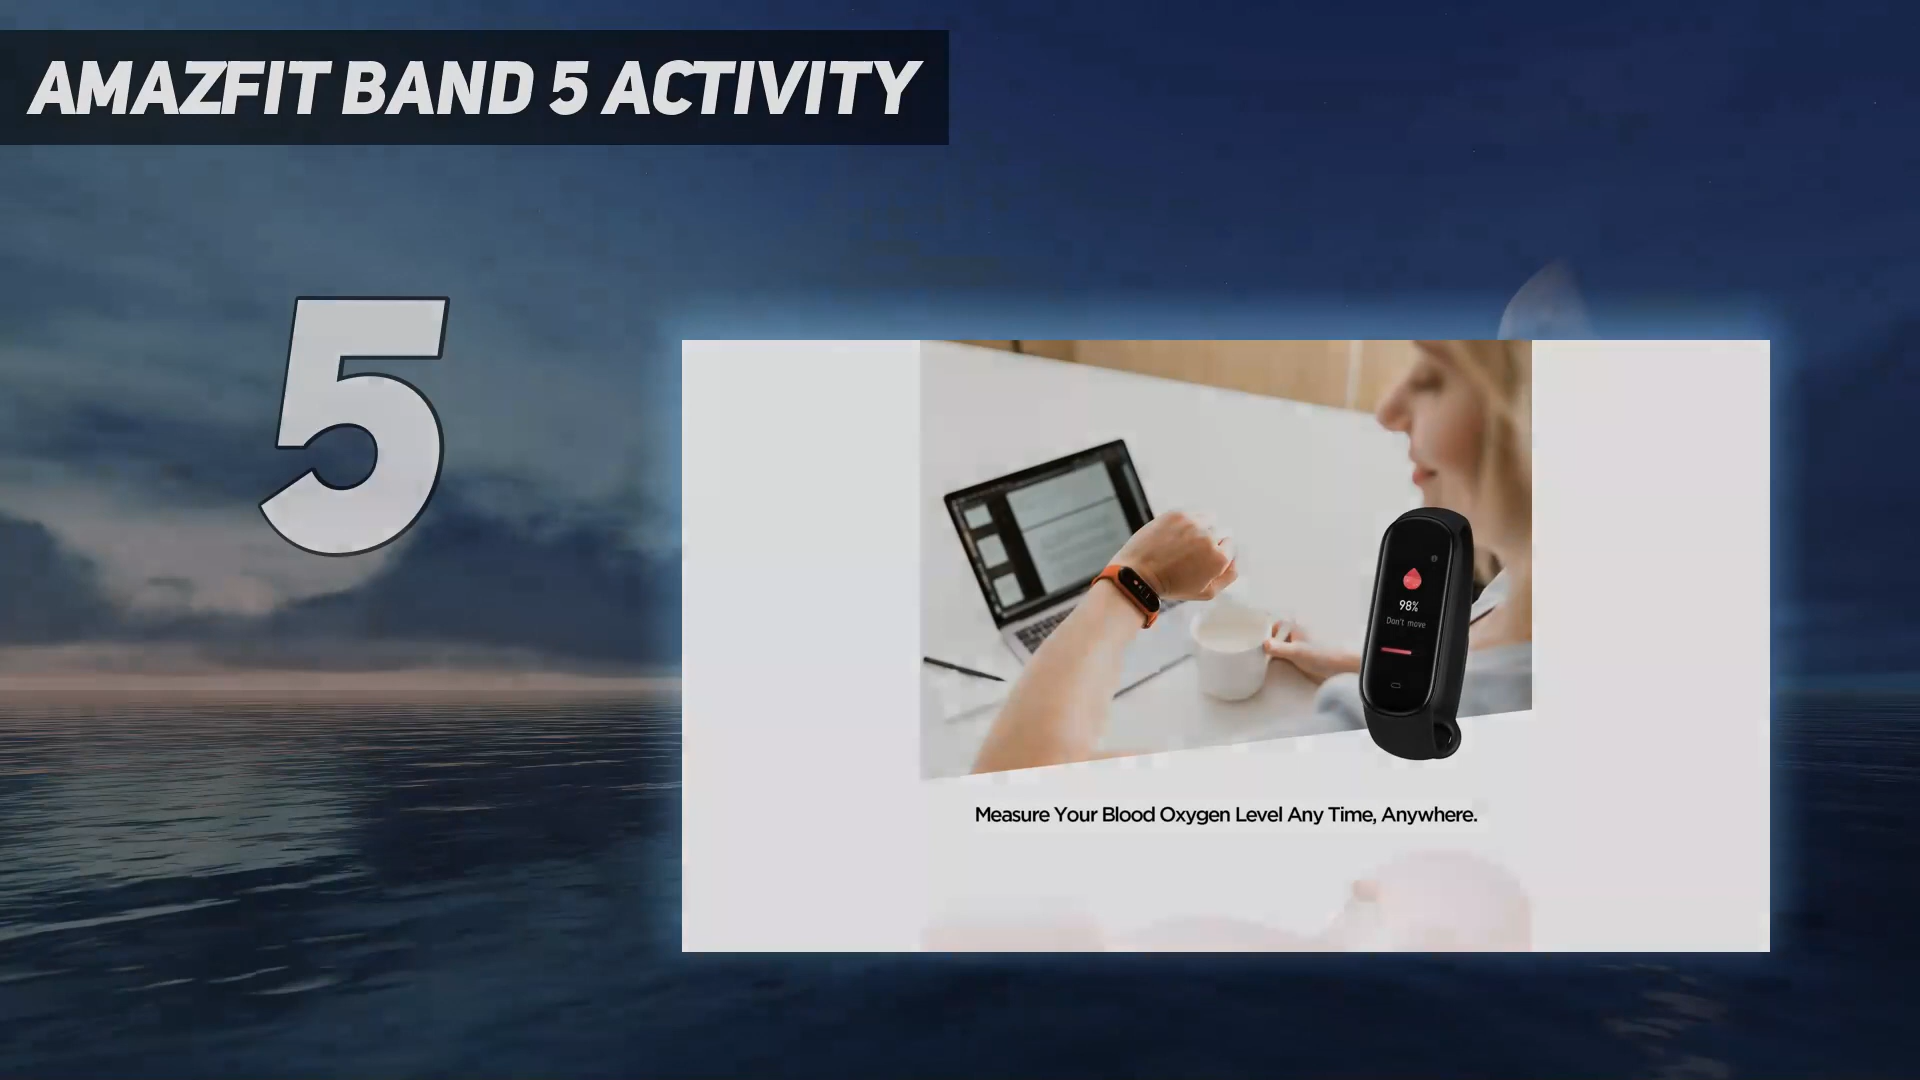 AMAZFIT BAND 5 ACTIVITY
5
98%
Don't move
Measure Your Blood Oxygen Level Any Time, Anywhere.